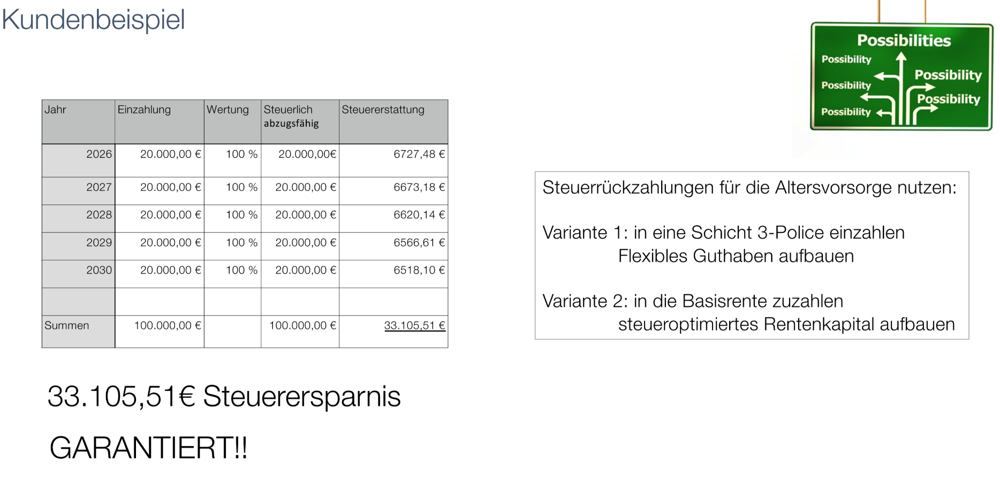 Kundenbeispiel
Possibilities
Possibility
Possibility
Possibility
Possibility
Possibility
Jahr Einzahlung Wertung Steuerlich abzugsfähig Steuererstattung
2026 20.000,00 € 100 % 20.000,00€ 6727,48 €
2027 20.000,00 € 100 % 20.000,00 € 6673,18 €
2028 20.000,00 € 100 % 20.000,00 € 6620,14 €
2029 20.000,00 € 100 % 20.000,00 € 6566,61 €
2030 20.000,00 € 100 % 20.000,00 € 6518,10 €
Summen 100.000,00 € 100.000,00 € 33.105,51 €
Steuerrückzahlungen für die Altersvorsorge nutzen:
Variante 1: in eine Schicht 3-Police einzahlen
Flexibles Guthaben aufbauen
Variante 2: in die Basisrente zuzahlen
steueroptimiertes Rentenkapital aufbauen
33.105,51€ Steuerersparnis
GARANTIERT!!